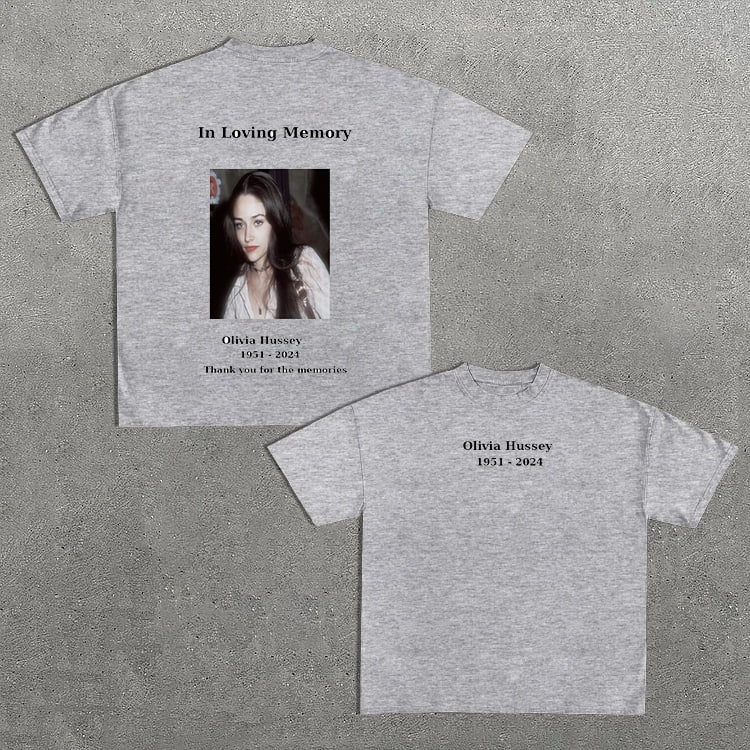 In Loving Memory
Olivia Hussey
1951 - 2024
Thank you for the memories
Olivia Hussey
1951 - 2024